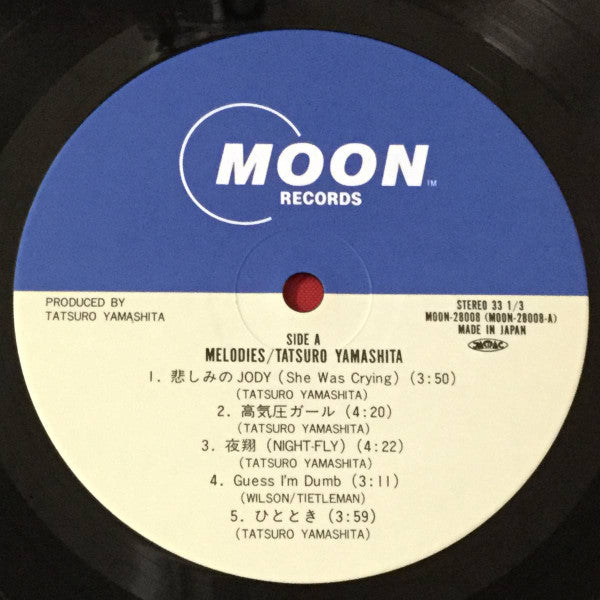 MOON™
RECORDS
PRODUCED BY
TATSURO YAMASHITA
STEREO 33 1/3
MOON-28008 (MOON-28008-A)
MADE IN JAPAN
SIDE A
MELODIES/TATSURO YAMASHITA
1. 悲しみのJODY (She Was Crying) (3:50)
(TATSURO YAMASHITA)
2. 高気圧ガール (4:20)
(TATSURO YAMASHITA)
3. 夜翔 (NIGHT-FLY) (4:22)
(TATSURO YAMASHITA)
4. Guess I'm Dumb (3:11)
(WILSON/TIETLEMAN)
5. ひととき (3:59)
(TATSURO YAMASHITA)